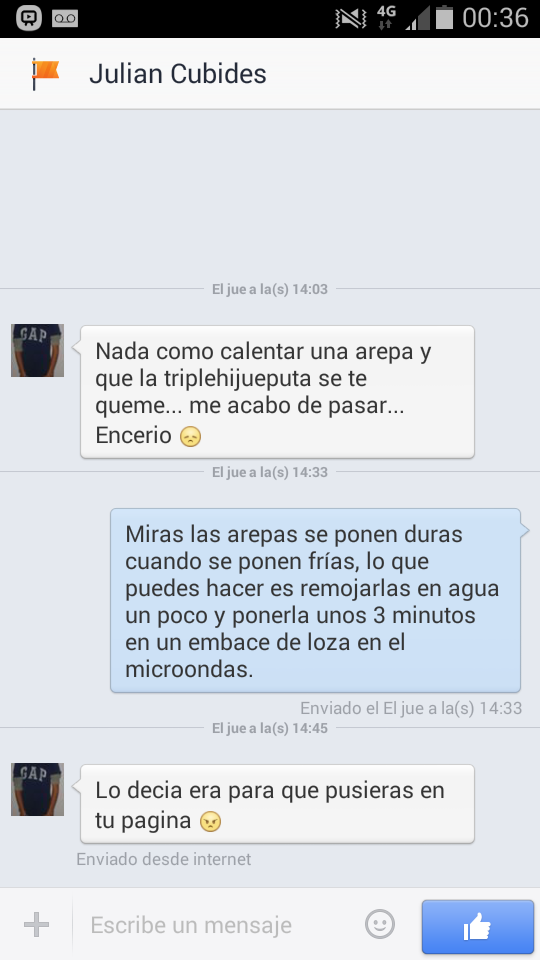 4G
00:36
Julian Cubides
El jue a la(s) 14:03
GAP
Nada como calentar una arepa y
que la triplehijueputa se te
queme... me acabo de pasar...
Encerio 😞
El jue a la(s) 14:33
Miras las arepas se ponen duras
cuando se ponen frías, lo que
puedes hacer es remojarlas en agua
un poco y ponerla unos 3 minutos
en un embace de loza en el
microondas.
Enviado el El jue a la(s) 14:33
El jue a la(s) 14:45
GAP
Lo decia era para que pusieras en
tu pagina 😠
Enviado desde internet
Escribe un mensaje